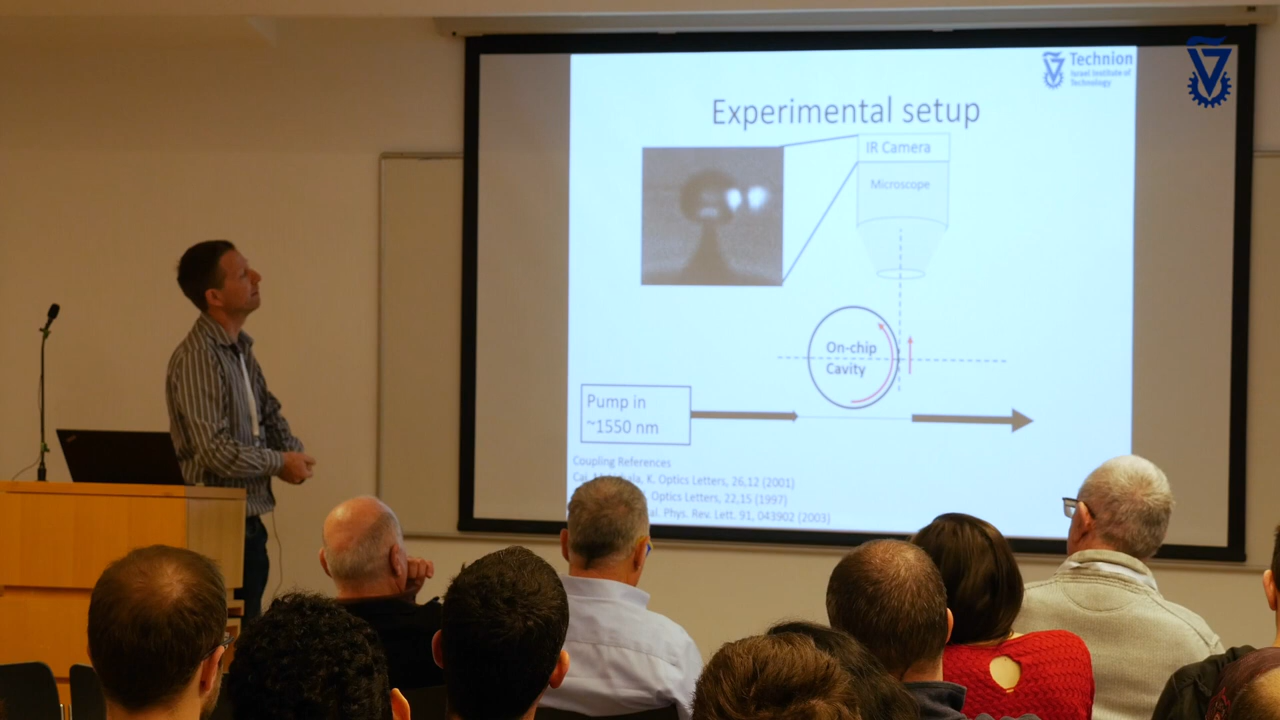 Technion
Israel Institute of
Technology
Experimental setup
IR Camera
Microscope
On-chip
Cavity
Pump in
~1550 nm
Coupling References
K. Optics Letters, 26,12 (2001)
Optics Letters, 22,15 (1997)
al. Phys. Rev. Lett. 91, 043902 (2003)